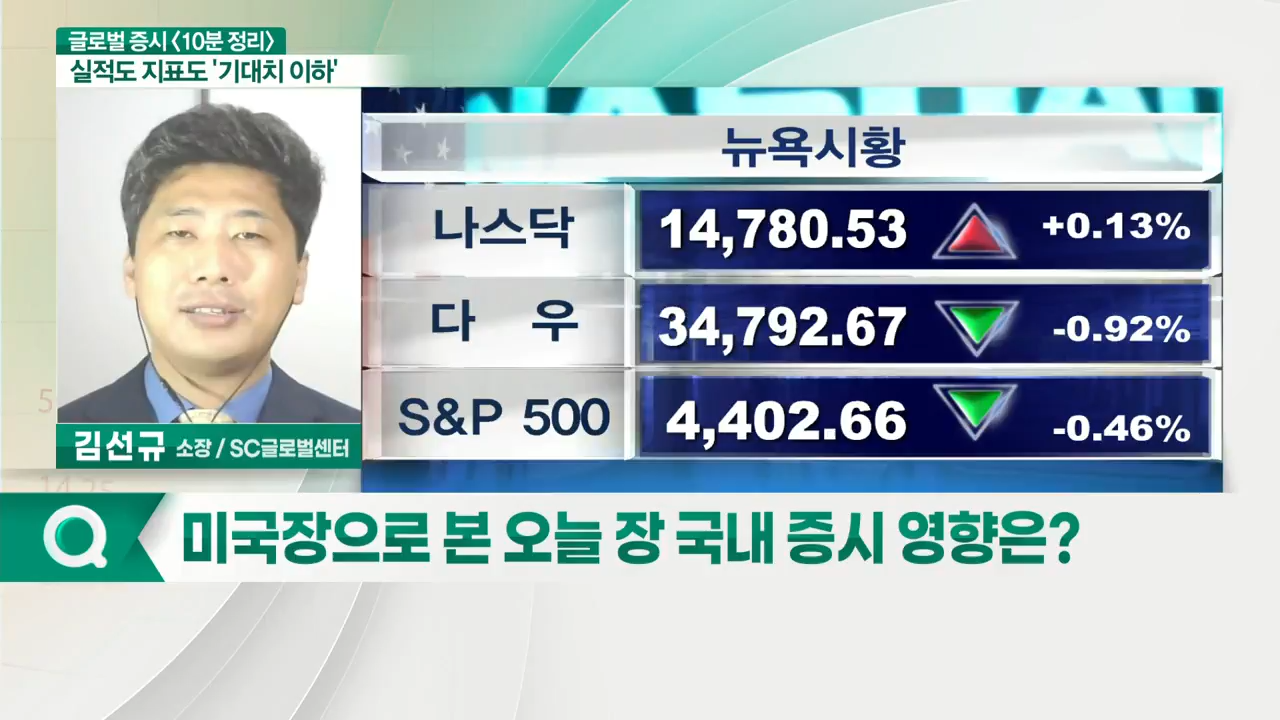 글로벌 증시 <10분 정리>
실적도 지표도 '기대치 이하'
뉴욕시황
나스닥 14,780.53 +0.13%
다 우 34,792.67 -0.92%
S&P 500 4,402.66 -0.46%
김선규 소장 / SC글로벌센터
Q 미국장으로 본 오늘 장 국내 증시 영향은?